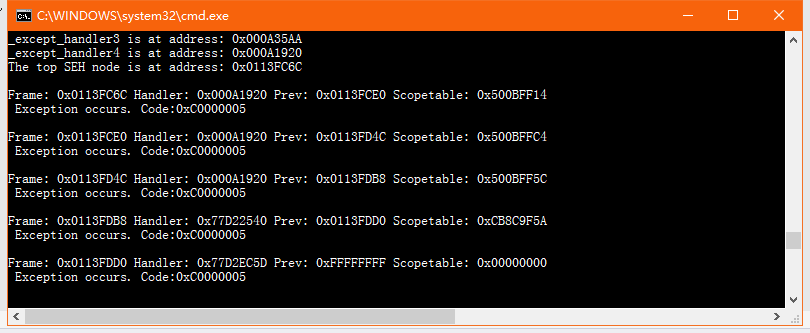 C:\WINDOWS\system32\cmd.exe
_except_handler3 is at address: 0x000A35AA
_except_handler4 is at address: 0x000A1920
The top SEH node is at address: 0x0113FC6C
Frame: 0x0113FC6C Handler: 0x000A1920 Prev: 0x0113FCE0 Scopetable: 0x500BFF14
Exception occurs. Code:0xC0000005
Frame: 0x0113FCE0 Handler: 0x000A1920 Prev: 0x0113FD4C Scopetable: 0x500BFFC4
Exception occurs. Code:0xC0000005
Frame: 0x0113FD4C Handler: 0x000A1920 Prev: 0x0113FDB8 Scopetable: 0x500BFF5C
Exception occurs. Code:0xC0000005
Frame: 0x0113FDB8 Handler: 0x77D22540 Prev: 0x0113FDD0 Scopetable: 0xCB8C9F5A
Exception occurs. Code:0xC0000005
Frame: 0x0113FDD0 Handler: 0x77D2EC5D Prev: 0xFFFFFFFF Scopetable: 0x00000000
Exception occurs. Code:0xC0000005